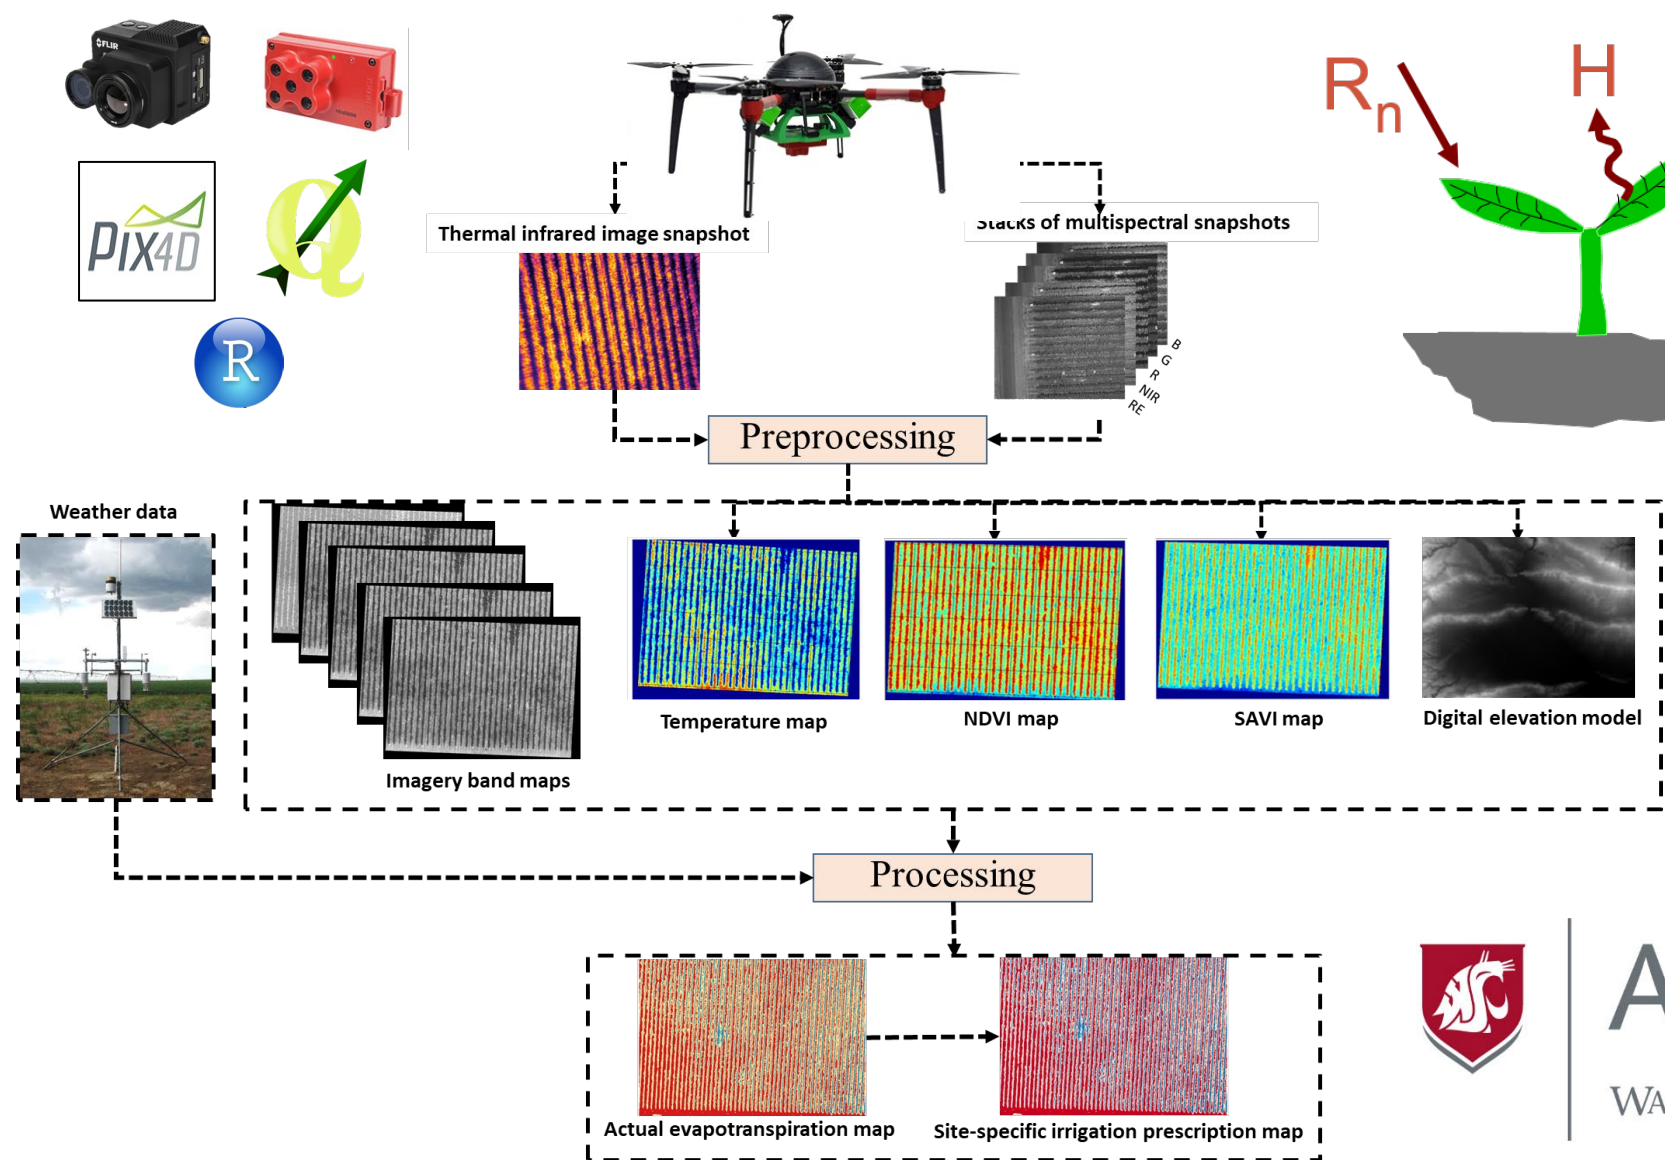 FLIR
Rn
H
PIX4D
Q
R
Thermal infrared image snapshot
Stacks of multispectral snapshots
B
G
R
NIR
RE
Preprocessing
Weather data
Temperature map
NDVI map
SAVI map
Digital elevation model
Imagery band maps
Processing
Actual evapotranspiration map
Site-specific irrigation prescription map
WSC
A
WA